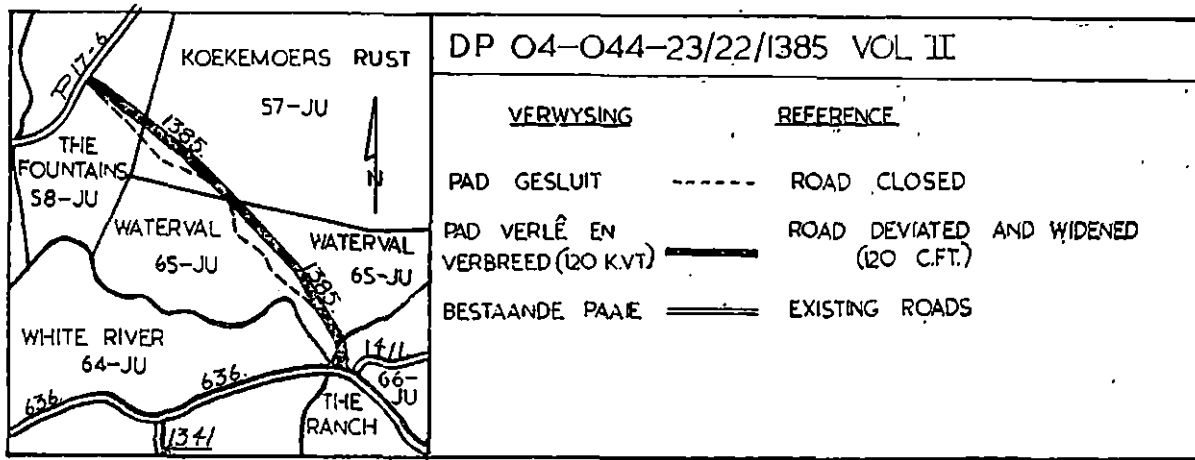 DP 04-044-23/22/1385 VOL II
VERWYSING REFERENCE
PAD GESLUIT ROAD CLOSED
PAD VERLÊ EN
VERBREED (120 K.VT)
ROAD DEVIATED AND WIDENED
(120 C.FT.)
BESTAANDE PAAIE EXISTING ROADS
P17-6
KOEKEMOERS RUST
57-JU
1385.
THE
FOUNTAINS
58-JU
N
WATERVAL
65-JU
WATERVAL
65-JU
1385.
WHITE RIVER
64-JU
1411
66-
JU
636.
636.
THE
RANCH
1341